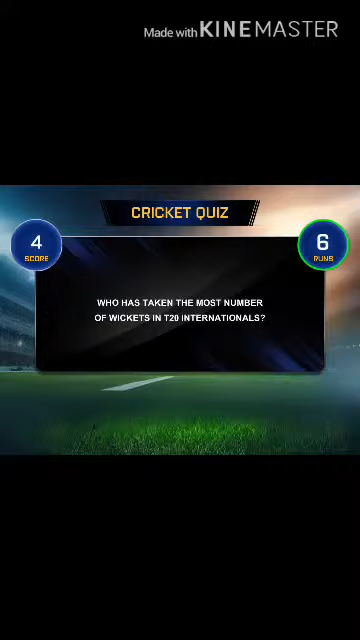 Made with KINEMASTER
CRICKET QUIZ
4
SCORE
6
RUNS
WHO HAS TAKEN THE MOST NUMBER
OF WICKETS IN T20 INTERNATIONALS?